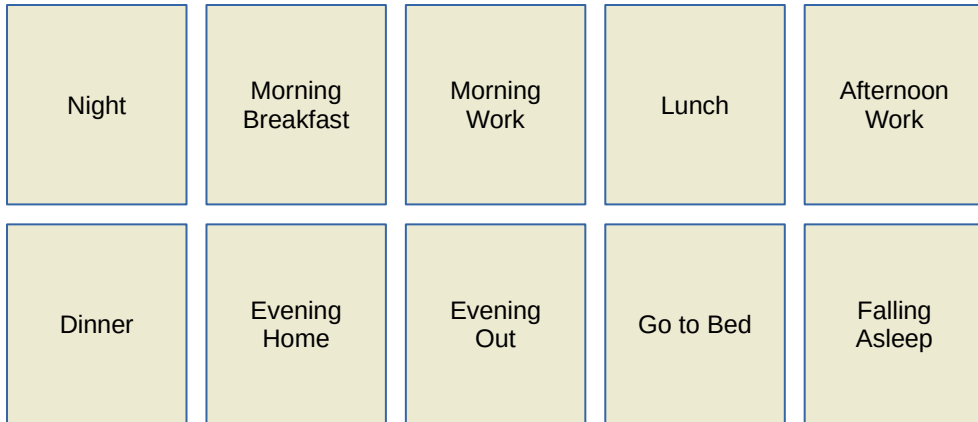 Night
Morning
Breakfast
Morning
Work
Lunch
Afternoon
Work
Dinner
Evening
Home
Evening
Out
Go to Bed
Falling
Asleep